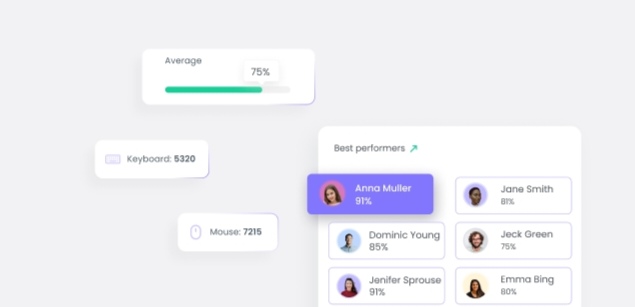 Average
75%
Keyboard: 5320
Mouse: 7215
Best performers
Anna Muller
91%
Jane Smith
81%
Dominic Young
85%
Jeck Green
75%
Jenifer Sprouse
91%
Emma Bing
80%